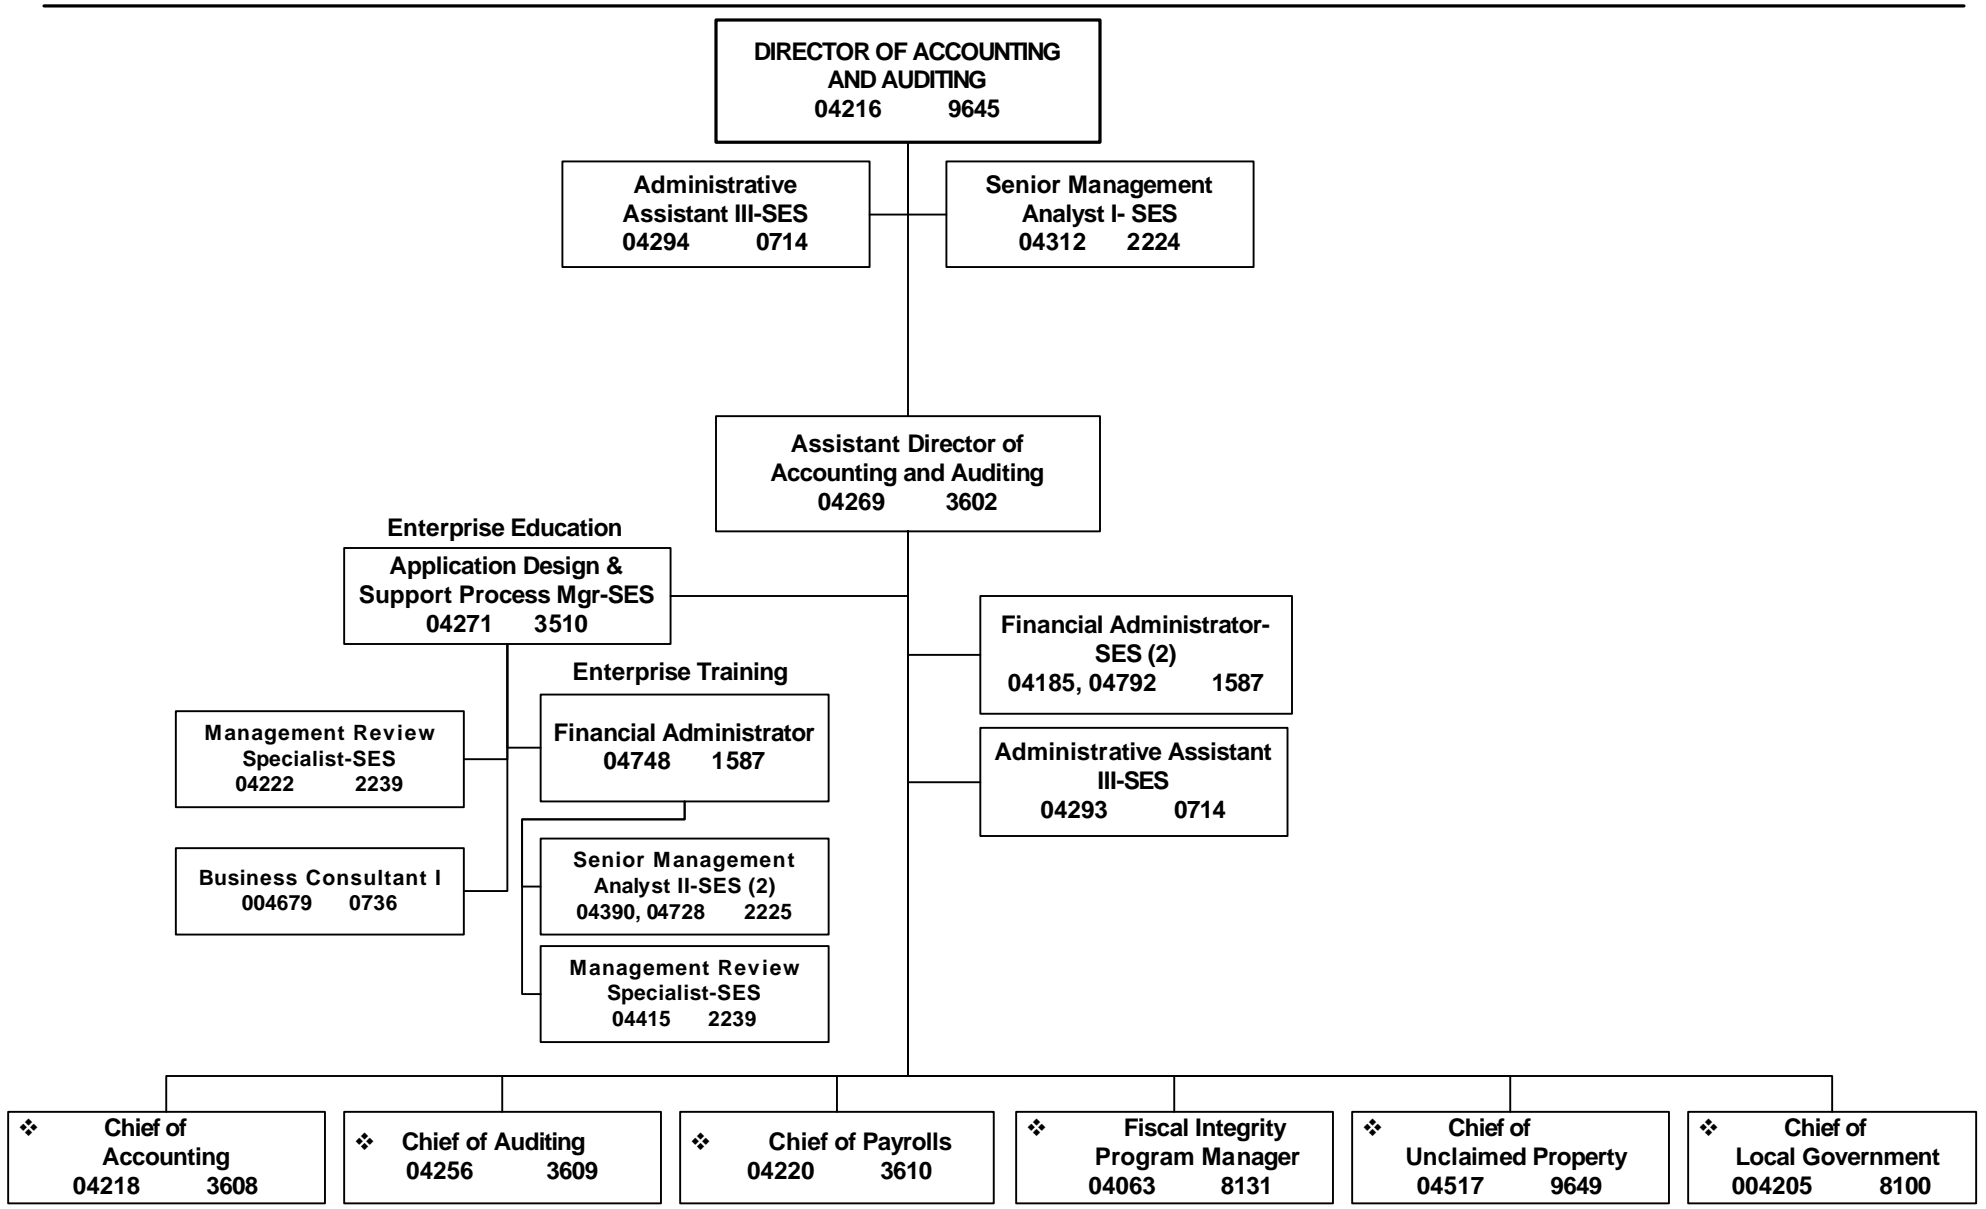 DIRECTOR OF ACCOUNTING
AND AUDITING
04216 9645
Administrative
Assistant III-SES
04294 0714
Senior Management
Analyst I- SES
04312 2224
Assistant Director of
Accounting and Auditing
04269 3602
Enterprise Education
Application Design &
Support Process Mgr-SES
04271 3510
Financial Administrator-
SES (2)
04185, 04792 1587
Enterprise Training
Management Review
Specialist-SES
04222 2239
Financial Administrator
04748 1587
Administrative Assistant
III-SES
04293 0714
Business Consultant I
004679 0736
Senior Management
Analyst II-SES (2)
04390, 04728 2225
Management Review
Specialist-SES
04415 2239
❖ Chief of
Accounting
04218 3608
❖ Chief of Auditing
04256 3609
❖ Chief of Payrolls
04220 3610
❖ Fiscal Integrity
Program Manager
04063 8131
❖ Chief of
Unclaimed Property
04517 9649
❖ Chief of
Local Government
004205 8100